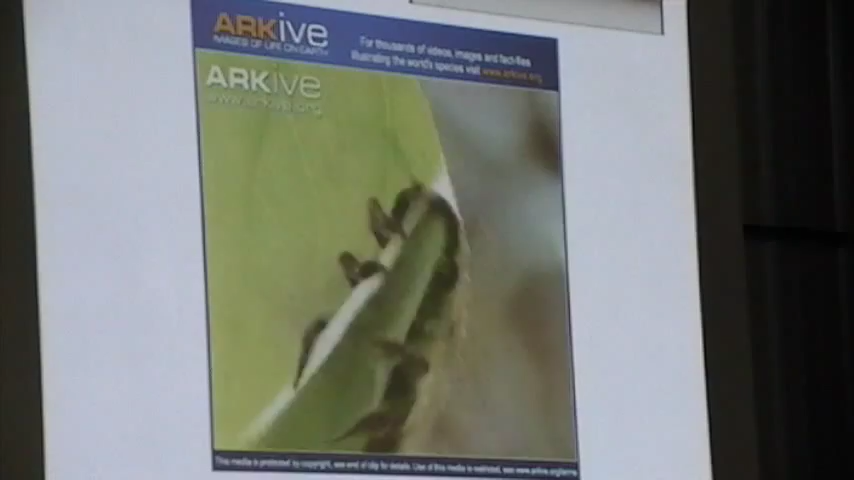 ARKive
IMAGES OF LIFE ON EARTH
For thousands of videos, images and fact-files
illustrating the world's species visit www.arkive.org
ARKive
www.arkive.org
This media is protected by copyright, see end of clip for details. Use of this media is restricted, see www.arkive.org/terms